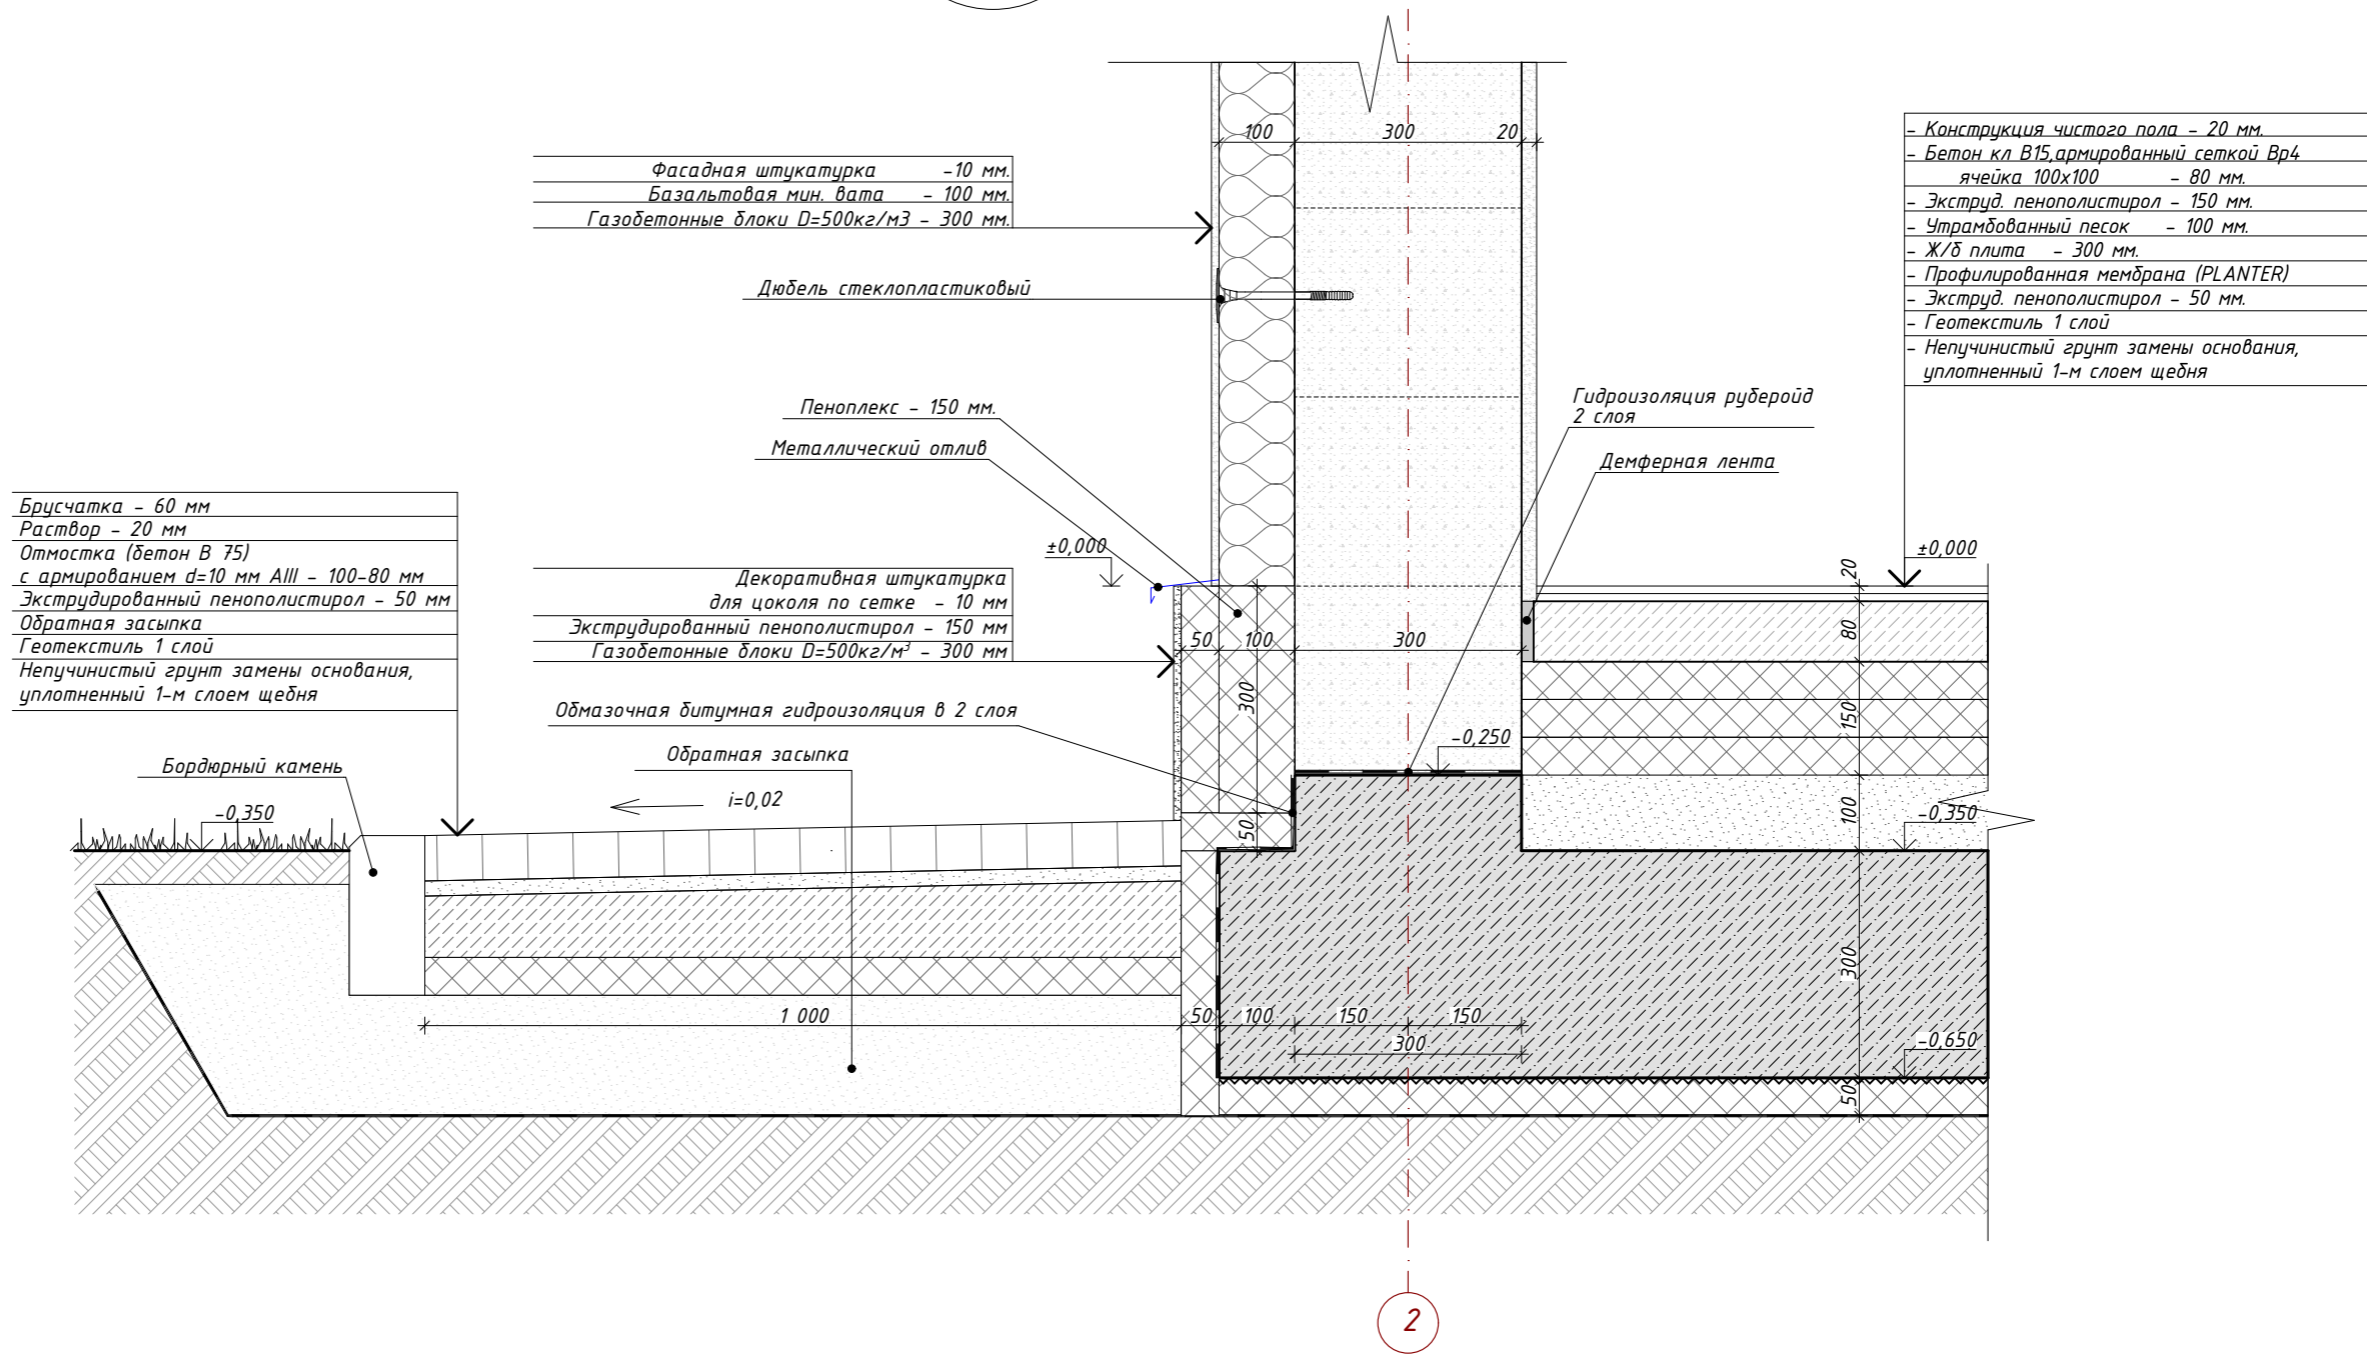 Фасадная штукатурка -10 мм.
Базальтовая мин. вата - 100 мм.
Газобетонные блоки D=500кг/м3 - 300 мм.
Дюбель стеклопластиковый
Пеноплекс - 150 мм.
Металлический отлив
100
300
20
- Конструкция чистого пола - 20 мм.
- Бетон кл В15,армированный сеткой Вр4
ячейка 100х100 - 80 мм.
- Экструд. пенополистирол - 150 мм.
- Утрамбованный песок - 100 мм.
- Ж/б плита - 300 мм.
- Профилированная мембрана (PLANTER)
- Экструд. пенополистирол - 50 мм.
- Геотекстиль 1 слой
- Непучинистый грунт замены основания,
уплотненный 1-м слоем щебня
Гидроизоляция рубероид
2 слоя
Демферная лента
Брусчатка - 60 мм
Раствор - 20 мм
Отмостка (бетон В 75)
с армированием d=10 мм АIII - 100-80 мм
Экструдированный пенополистирол - 50 мм
Обратная засыпка
Геотекстиль 1 слой
Непучинистый грунт замены основания,
уплотненный 1-м слоем щебня
±0,000
Декоративная штукатурка
для цоколя по сетке - 10 мм
Экструдированный пенополистирол - 150 мм
Газобетонные блоки D=500кг/м³ - 300 мм
Обмазочная битумная гидроизоляция в 2 слоя
Обратная засыпка
Бордюрный камень
i=0,02
-0,350
50
100
300
300
50
-0,250
±0,000
20
80
150
100
-0,350
300
-0,650
50
1 000
50
100
150
150
300
2